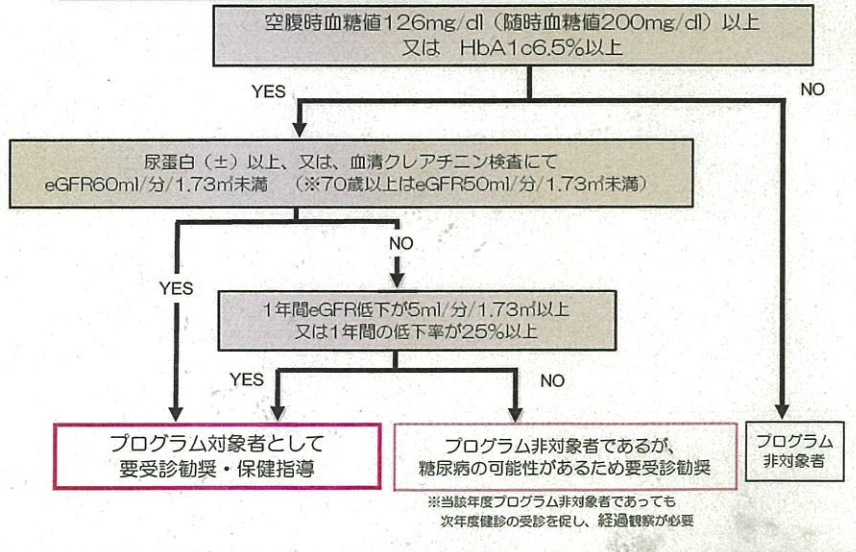 空腹時血糖値126mg/dl（随時血糖値200mg/dl）以上
又は　HbA1c6.5%以上
YES
NO
尿蛋白（±）以上、又は、血清クレアチニン検査にて
eGFR60ml/分/1.73㎡未満　（※70歳以上はeGFR50ml/分/1.73㎡未満）
NO
YES
1年間eGFR低下が5ml/分/1.73㎡以上
又は1年間の低下率が25%以上
YES
NO
プログラム対象者として
要受診勧奨・保健指導
プログラム非対象者であるが、
糖尿病の可能性があるため要受診勧奨
プログラム
非対象者
※当該年度プログラム非対象者であっても
次年度健診の受診を促し、経過観察が必要